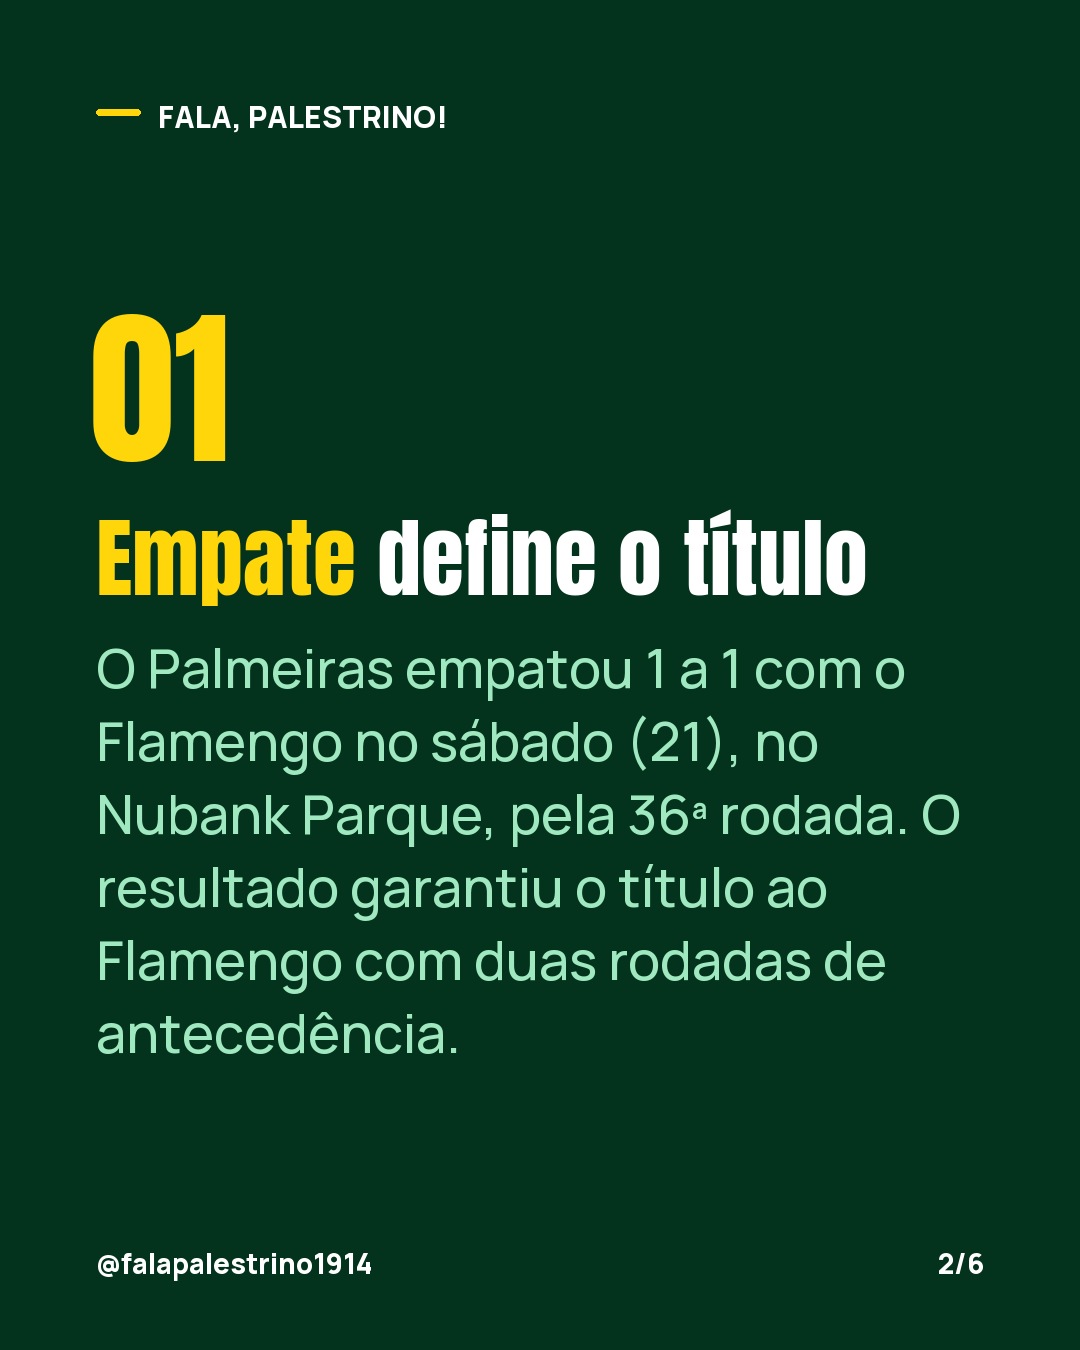 FALA, PALESTRINO!
01
Empate define o título
O Palmeiras empatou 1 a 1 com o
Flamengo no sábado (21), no
Nubank Parque, pela 36ª rodada. O
resultado garantiu o título ao
Flamengo com duas rodadas de
antecedência.
@falapalestrino1914
2/6